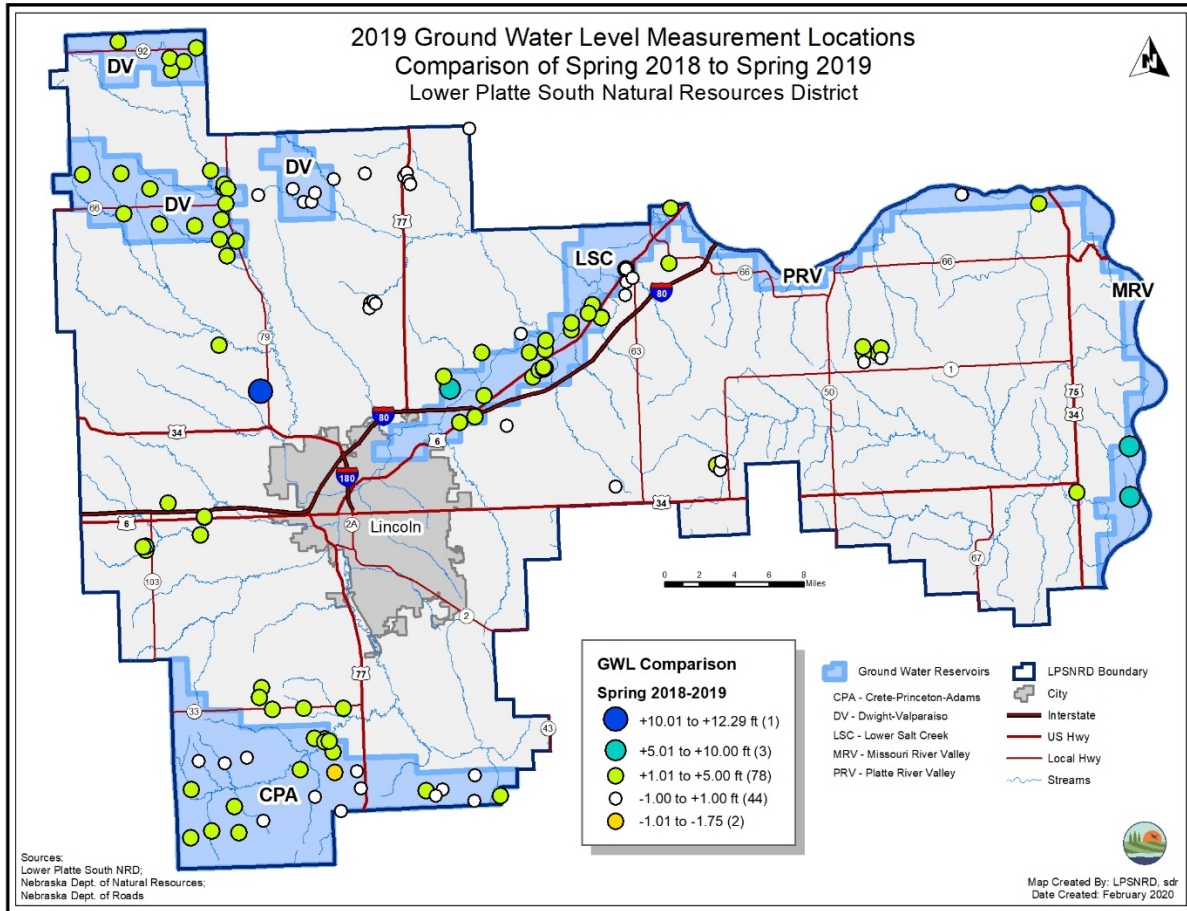 2019 Ground Water Level Measurement Locations
Comparison of Spring 2018 to Spring 2019
Lower Platte South Natural Resources District
N
92
DV
DV
77
66
DV
LSC
66
PRV
66
MRV
80
79
63
50
1
75
34
34
80
6
180
34
6
2A
Lincoln
103
67
2
0 2 4 6 8
Miles
77
33
43
CPA
GWL Comparison
Spring 2018-2019
+10.01 to +12.29 ft (1)
+5.01 to +10.00 ft (3)
+1.01 to +5.00 ft (78)
-1.00 to +1.00 ft (44)
-1.01 to -1.75 (2)
Ground Water Reservoirs
CPA - Crete-Princeton-Adams
DV - Dwight-Valparaiso
LSC - Lower Salt Creek
MRV - Missouri River Valley
PRV - Platte River Valley
LPSNRD Boundary
City
Interstate
US Hwy
Local Hwy
Streams
Sources:
Lower Platte South NRD;
Nebraska Dept. of Natural Resources;
Nebraska Dept. of Roads
Map Created By: LPSNRD, sdr
Date Created: February 2020